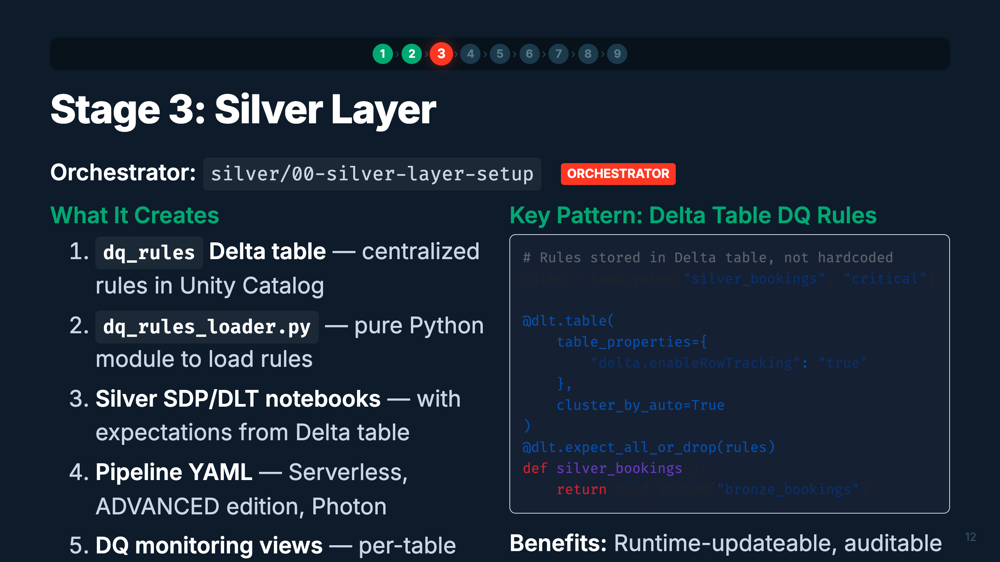 1 › 2 › 3 › 4 › 5 › 6 › 7 › 8 › 9
Stage 3: Silver Layer
Orchestrator: silver/00-silver-layer-setup ORCHESTRATOR
What It Creates
1. dq_rules Delta table — centralized
rules in Unity Catalog
2. dq_rules_loader.py — pure Python
module to load rules
3. Silver SDP/DLT notebooks — with
expectations from Delta table
4. Pipeline YAML — Serverless,
ADVANCED edition, Photon
5. DQ monitoring views — per-table
Key Pattern: Delta Table DQ Rules
# Rules stored in Delta table, not hardcoded
rules = load_rules("silver_bookings", "critical")
@dlt.table(
    table_properties={
        "delta.enableRowTracking": "true"
    },
    cluster_by_auto=True
)
@dlt.expect_all_or_drop(rules)
def silver_bookings():
    return read_stream("bronze_bookings")
Benefits: Runtime-updateable, auditable
12